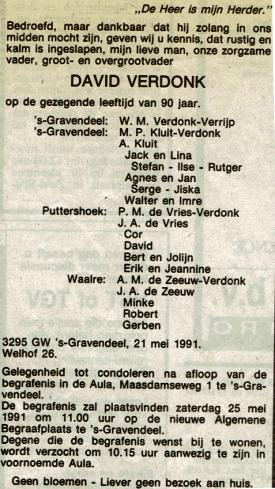 „De Heer is mijn Herder."
Bedroefd, maar dankbaar dat hij zolang in ons
midden mocht zijn, geven wij u kennis, dat rustig en
kalm is ingeslapen, mijn lieve man, onze zorgzame
vader, groot- en overgrootvader
DAVID VERDONK
op de gezegende leeftijd van 90 jaar.
's-Gravendeel: W. M. Verdonk-Verrijp
's-Gravendeel: M. P. Kluit-Verdonk
A. Kluit
Jack en Lina
Stefan - Ilse - Rutger
Agnes en Jan
Serge - Jiska
Walter en Imre
Puttershoek: P. M. de Vries-Verdonk
J. A. de Vries
Cor
David
Bert en Jolijn
Erik en Jeannine
Waalre: A. M. de Zeeuw-Verdonk
J. A. de Zeeuw
Minke
Robert
Gerben
3295 GW 's-Gravendeel, 21 mei 1991.
Welhof 26.
Gelegenheid tot condoleren na afloop van de
begrafenis in de Aula, Maasdamseweg 1 te 's-Gra-
vendeel.
De begrafenis zal plaatsvinden zaterdag 25 mei
1991 om 11.00 uur op de nieuwe Algemene
Begraafplaats te 's-Gravendeel.
Degene die de begrafenis wenst bij te wonen,
wordt verzocht om 10.15 uur aanwezig te zijn in
voornoemde Aula.
Geen bloemen - Liever geen bezoek aan huis.